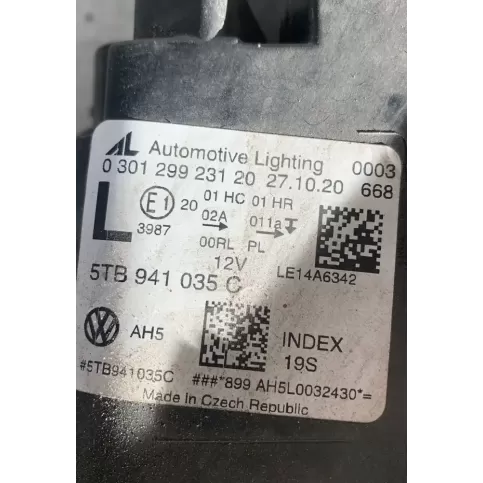 AL Automotive Lighting 0003
0 301 299 231 20 27.10.20 668
L E1 20 01 HC 01 HR
02A → 011a
3987
00RL PL
12V LE14A6342
5TB 941 035 C
VW AH5 INDEX
19S
#5TB941035C ###*899 AH5L0032430*=
Made in Czech Republic